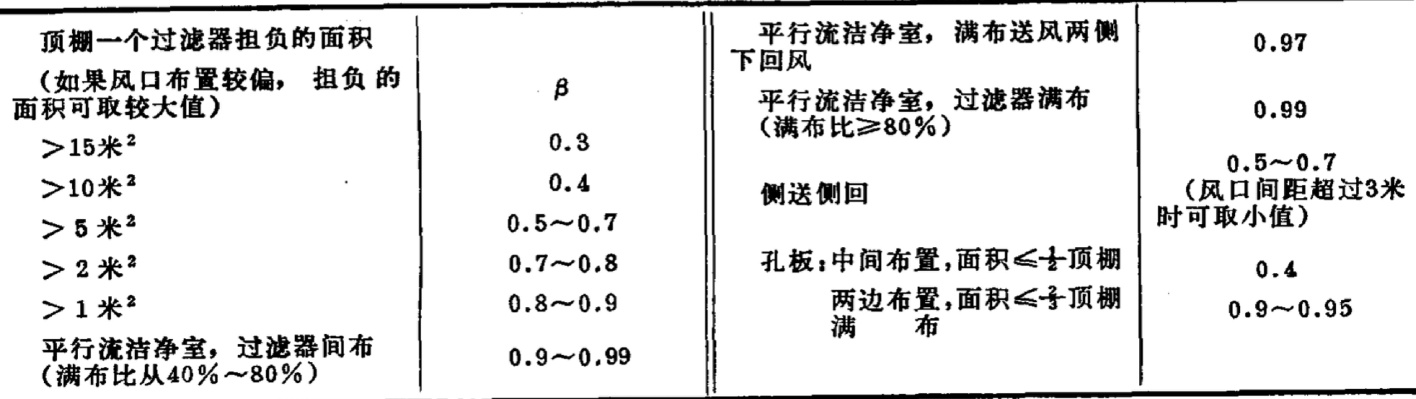 顶棚一个过滤器担负的面积
(如果风口布置较偏, 担负的
面积可取较大值) β
>15米² 0.3
>10米² 0.4
>5米² 0.5~0.7
>2米² 0.7~0.8
>1米² 0.8~0.9
平行流洁净室,过滤器间布
(满布比从40%~80%) 0.9~0.99
平行流洁净室,满布送风两侧
下回风 0.97
平行流洁净室,过滤器满布
(满布比≥80%) 0.99
侧送侧回 0.5~0.7
(风口间距超过3米
时可取小值)
孔板:中间布置,面积≤½顶棚 0.4
两边布置,面积≤⅔顶棚 0.9~0.95
满 布